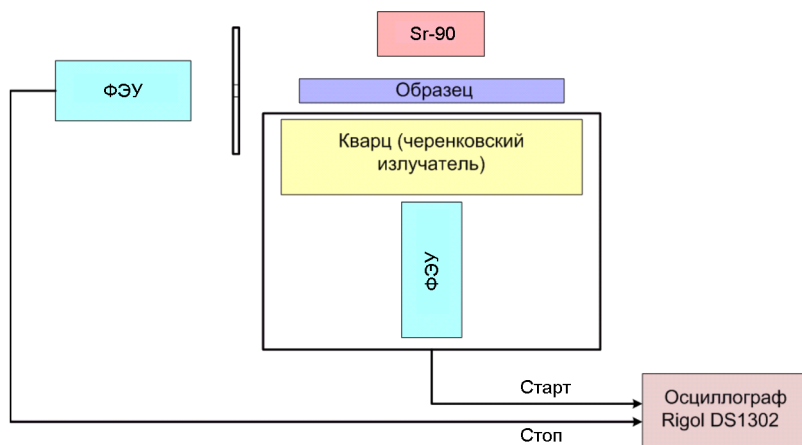 Sr-90
ФЭУ
Образец
Кварц (черенковский
излучатель)
ФЭУ
Старт
Осциллограф
Rigol DS1302
Стоп